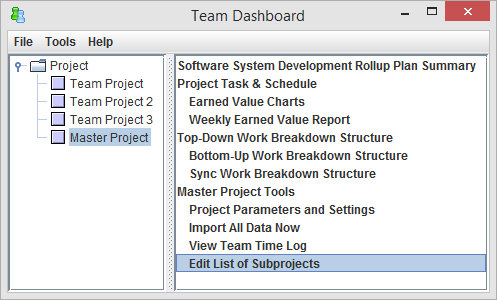 Team Dashboard
File Tools Help
Project
Team Project
Team Project 2
Team Project 3
Master Project
Software System Development Rollup Plan Summary
Project Task & Schedule
Earned Value Charts
Weekly Earned Value Report
Top-Down Work Breakdown Structure
Bottom-Up Work Breakdown Structure
Sync Work Breakdown Structure
Master Project Tools
Project Parameters and Settings
Import All Data Now
View Team Time Log
Edit List of Subprojects